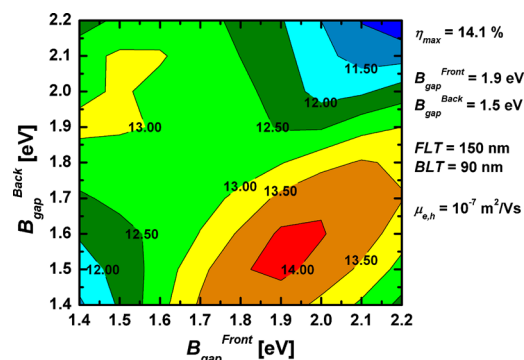 2.2
2.1
2.0
1.9
1.8
1.7
1.6
1.5
1.4
B_gap^Back [eV]
1.4 1.5 1.6 1.7 1.8 1.9 2.0 2.1 2.2
B_gap^Front [eV]
11.50
12.00
13.00
12.50
13.00
13.50
12.50
12.00
14.00
13.50
η_max = 14.1 %
B_gap^Front = 1.9 eV
B_gap^Back = 1.5 eV
FLT = 150 nm
BLT = 90 nm
μ_e,h = 10^-7 m^2/Vs